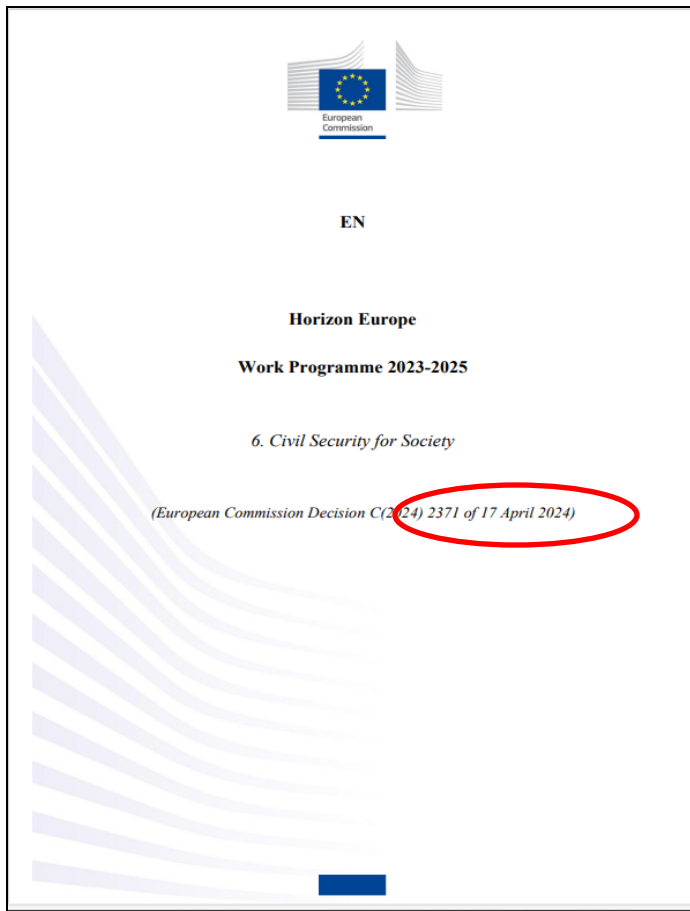 European
Commission
EN
Horizon Europe
Work Programme 2023-2025
6. Civil Security for Society
(European Commission Decision C(2024) 2371 of 17 April 2024)